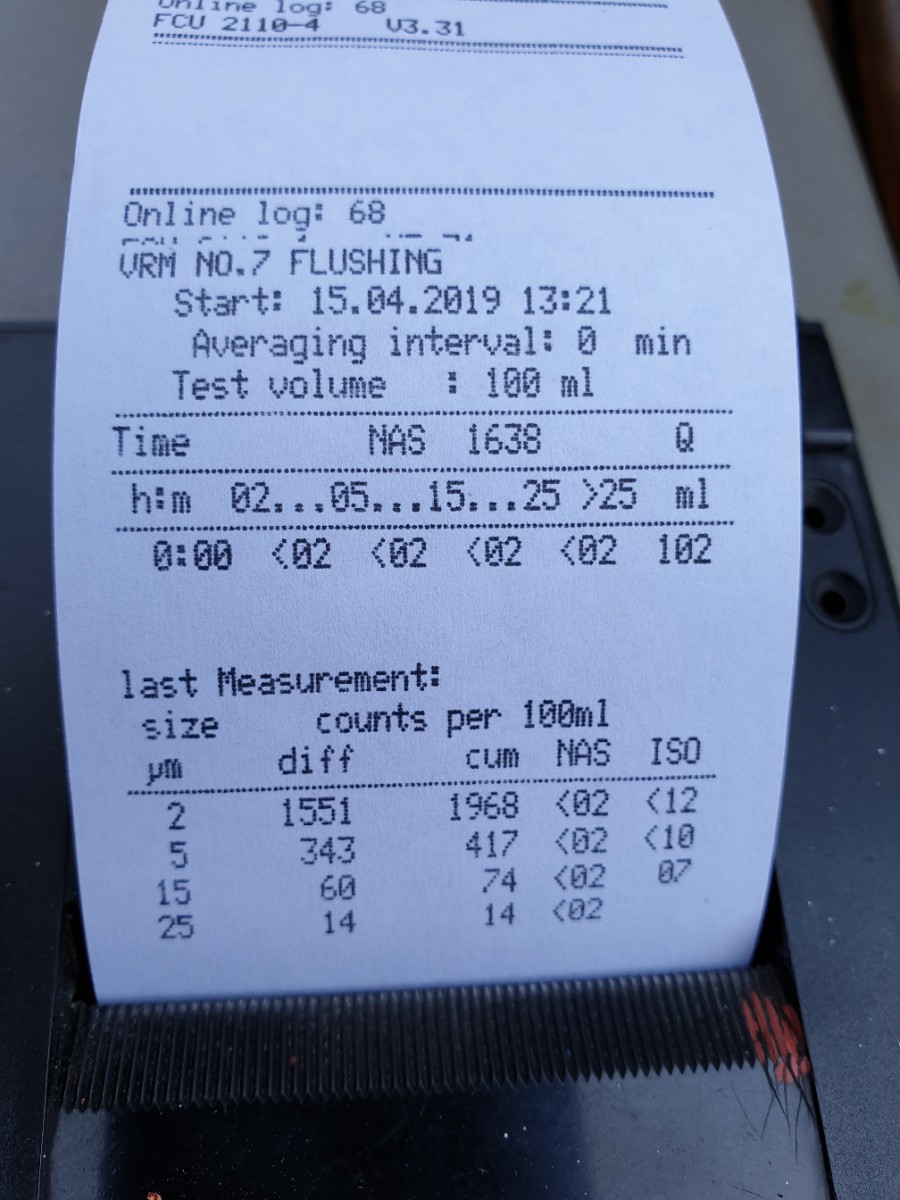 Online log: 68
FCU 2110-4 V3.31
Online log: 68
VRM NO.7 FLUSHING
Start: 15.04.2019 13:21
Averaging interval: 0 min
Test volume : 100 ml
Time NAS 1638 Q
h:m 02...05...15...25 >25 ml
0:00 <02 <02 <02 <02 102
last Measurement:
size counts per 100ml
µm diff cum NAS ISO
2 1551 1968 <02 <12
5 343 417 <02 <10
15 60 74 <02 07
25 14 14 <02